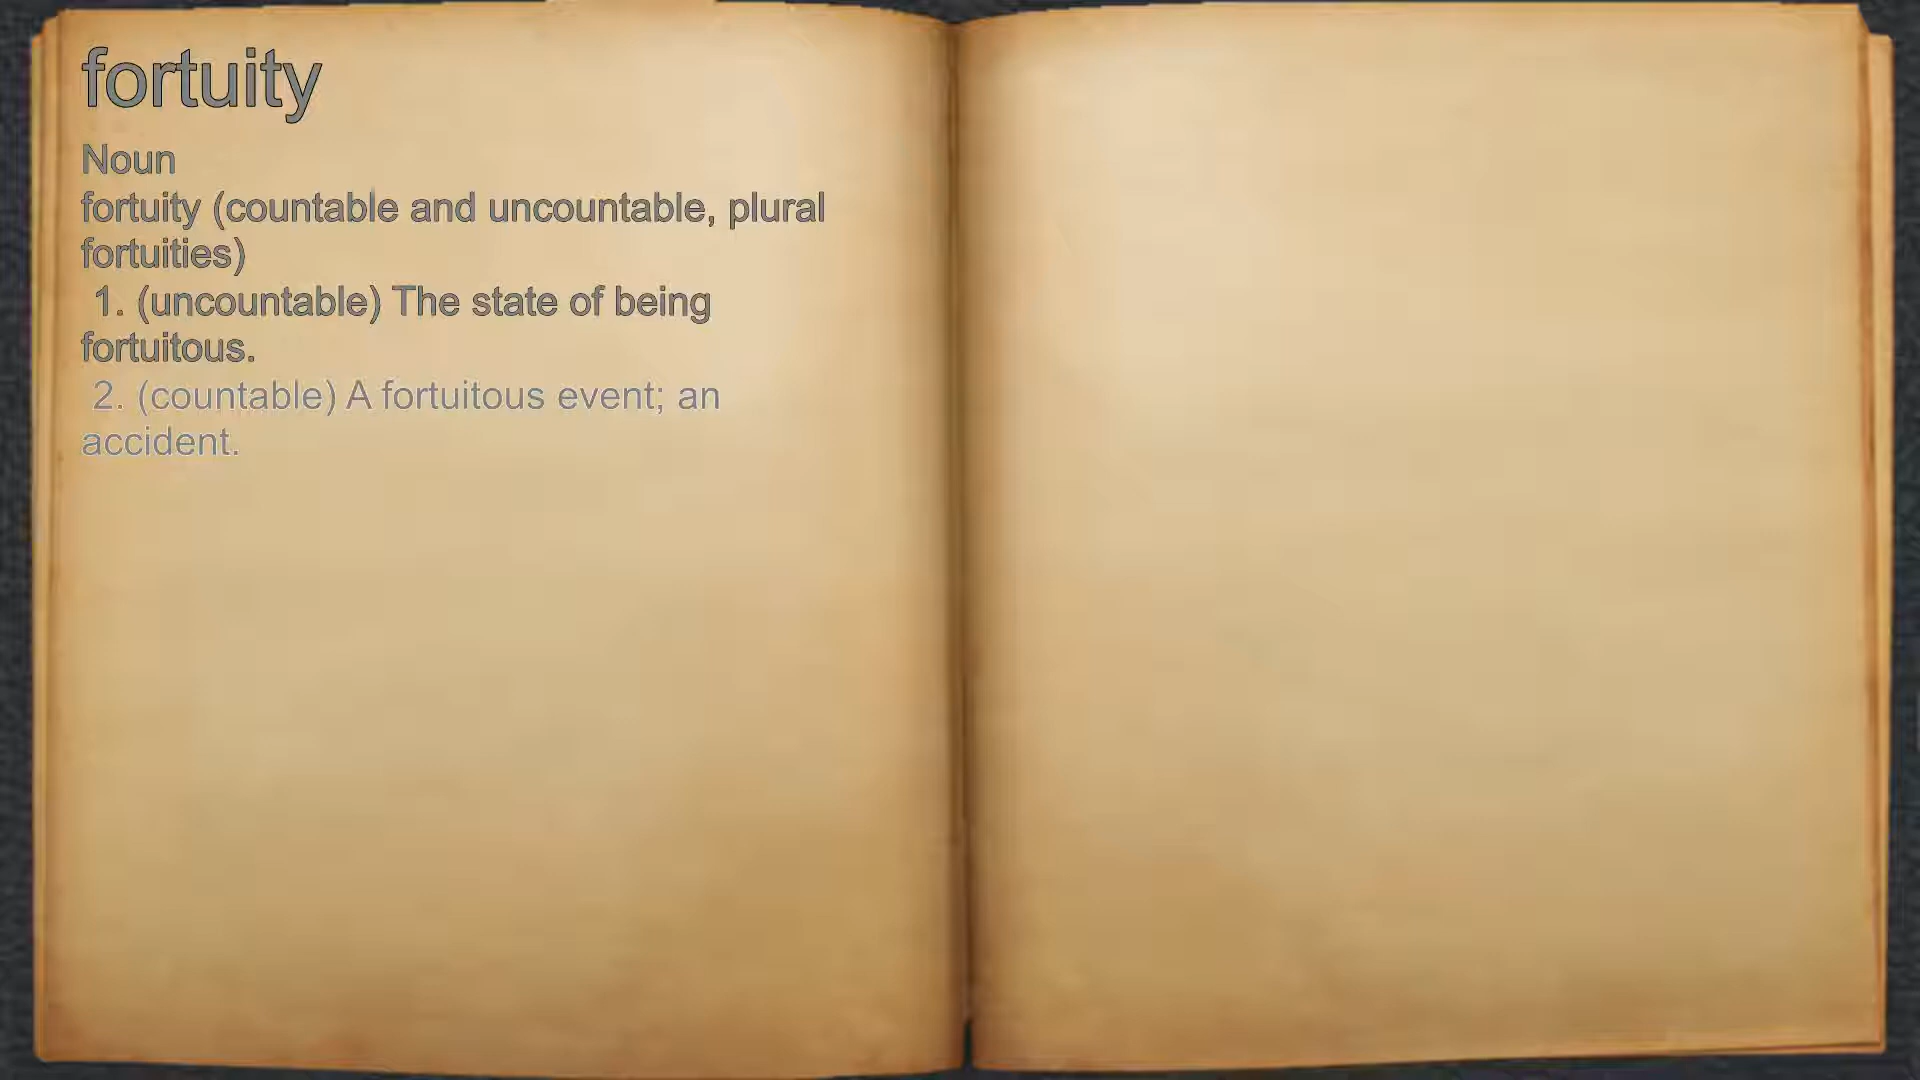 fortuity
Noun
fortuity (countable and uncountable, plural
fortuities)
1. (uncountable) The state of being
fortuitous.
2. (countable) A fortuitous event; an
accident.